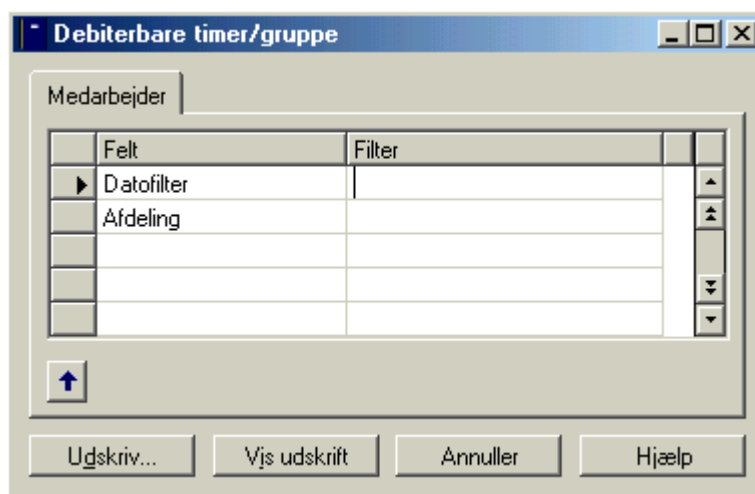 Debiterbare timer/gruppe
Medarbejder
Felt Filter
Datofilter
Afdeling
Udskriv... Vis udskrift Annuller Hjælp